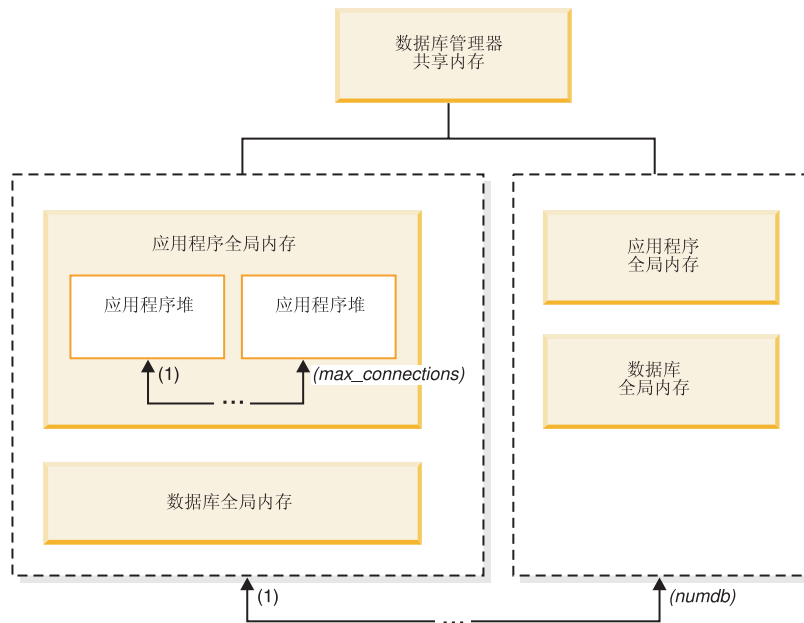 数据库管理器
共享内存
应用程序全局内存
应用程序堆
应用程序堆
(1)
(max_connections)
...
数据库全局内存
应用程序
全局内存
数据库
全局内存
(1)
(numdb)
...